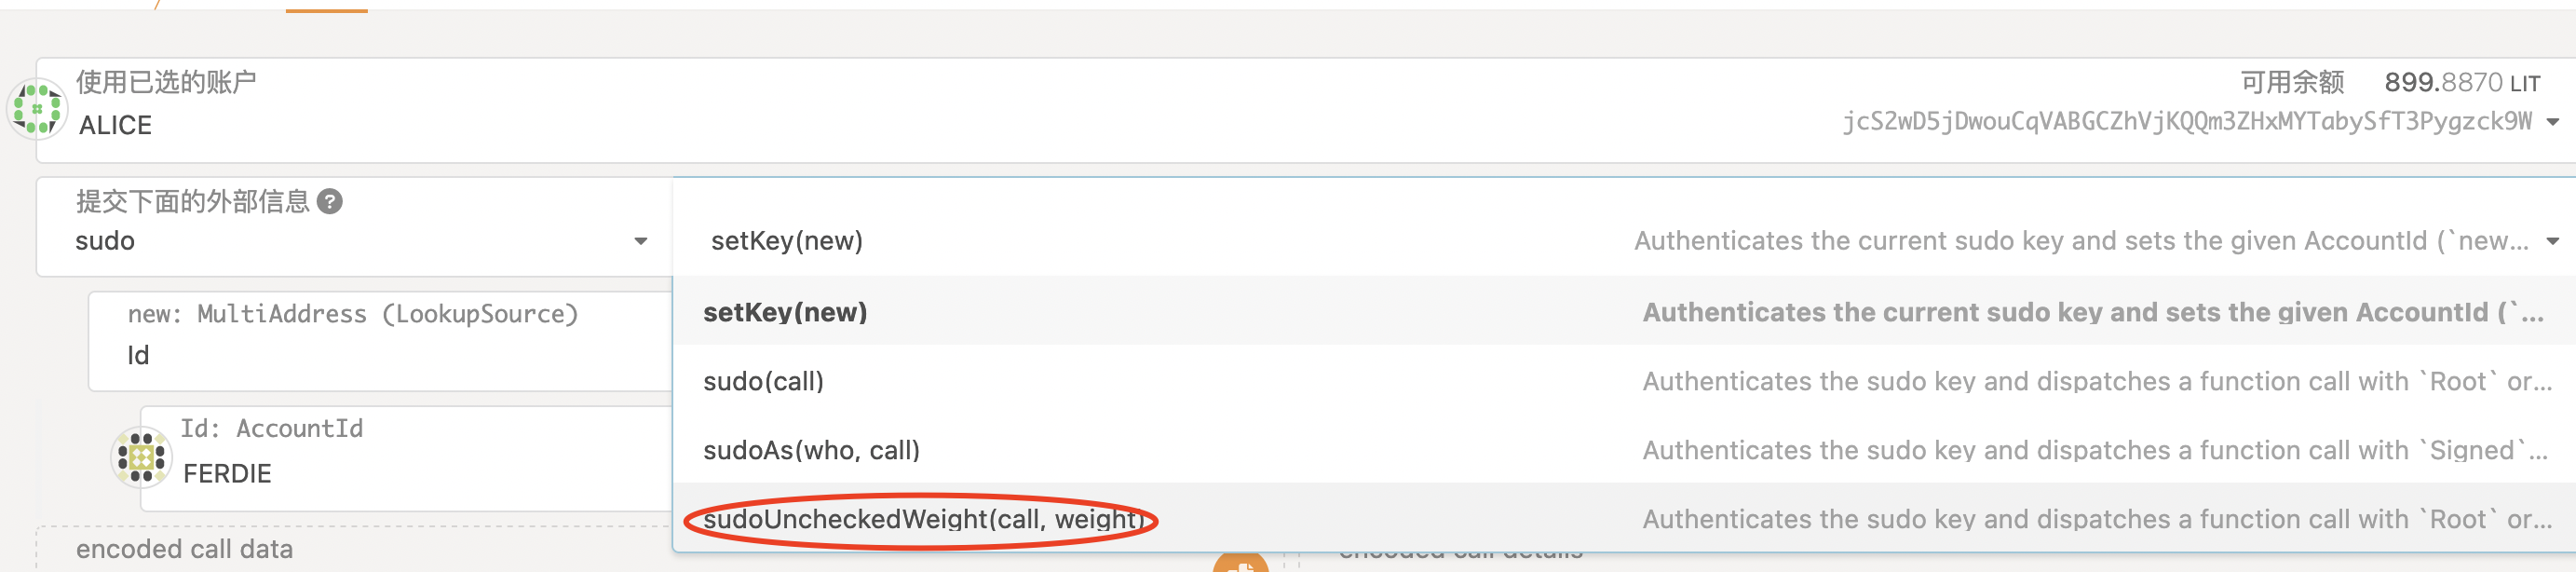 使用已选的账户
ALICE
可用余额 899.8870 LIT
jcS2wD5jDwouCqVABGCZhVjKQQm3ZHxMYTabySfT3Pygzck9W
提交下面的外部信息 ?
sudo
setKey(new) Authenticates the current sudo key and sets the given AccountId (`new...
new: MultiAddress (LookupSource)
Id
Id: AccountId
FERDIE
setKey(new) Authenticates the current sudo key and sets the given AccountId (`...
sudo(call) Authenticates the sudo key and dispatches a function call with `Root` or...
sudoAs(who, call) Authenticates the sudo key and dispatches a function call with `Signed`...
sudoUncheckedWeight(call, weight) Authenticates the sudo key and dispatches a function call with `Root` or...
encoded call data
encoded call details